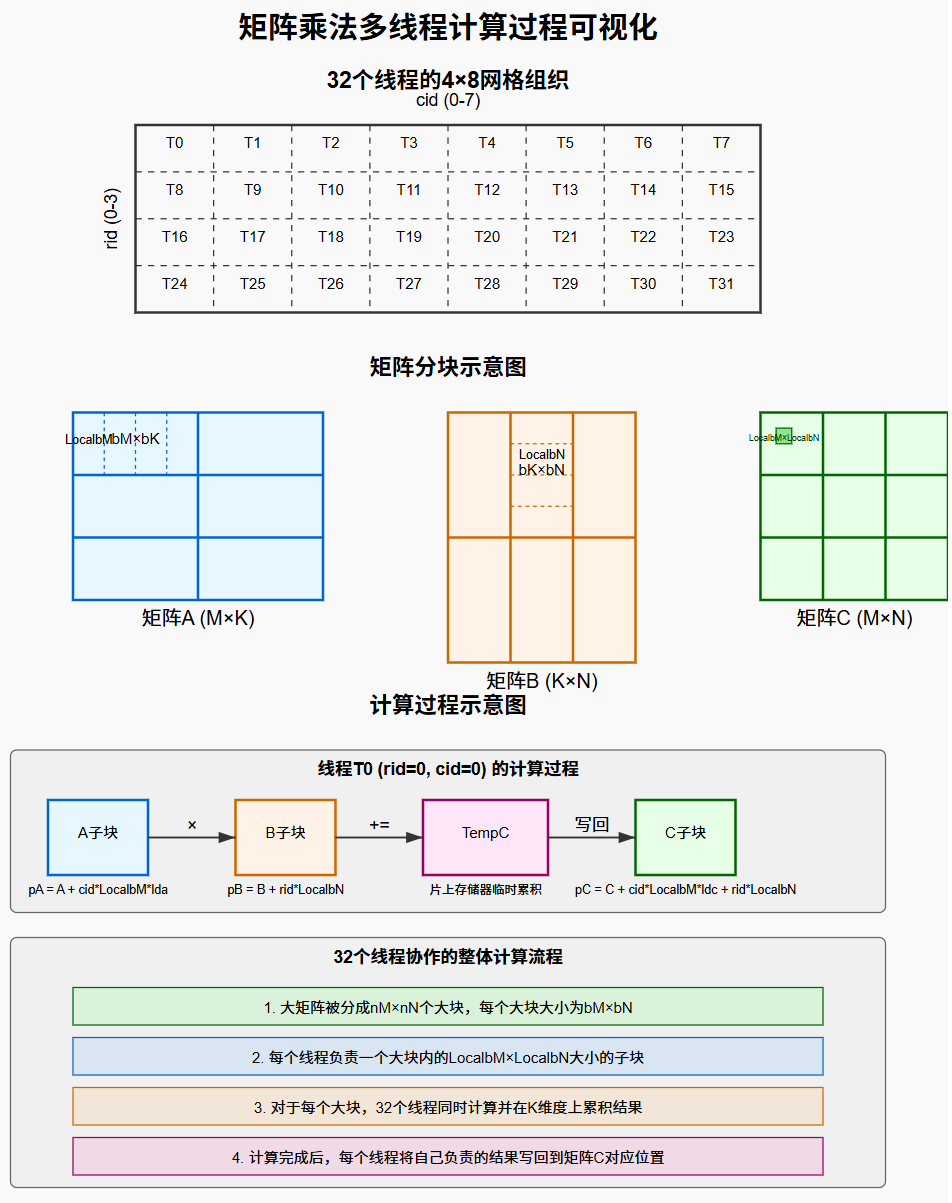 矩阵乘法多线程计算过程可视化
32个线程的4×8网格组织
cid (0-7)
rid (0-3)
T0 T1 T2 T3 T4 T5 T6 T7
T8 T9 T10 T11 T12 T13 T14 T15
T16 T17 T18 T19 T20 T21 T22 T23
T24 T25 T26 T27 T28 T29 T30 T31
矩阵分块示意图
LocalbM bM×bK
矩阵A (M×K)
LocalbN
bK×bN
矩阵B (K×N)
LocalbM×LocalbN
矩阵C (M×N)
计算过程示意图
线程T0 (rid=0, cid=0) 的计算过程
A子块 × B子块 += TempC 写回 C子块
pA = A + cid*LocalbM*lda pB = B + rid*LocalbN 片上存储器临时累积 pC = C + cid*LocalbM*ldc + rid*LocalbN
32个线程协作的整体计算流程
1. 大矩阵被分成nM×nN个大块，每个大块大小为bM×bN
2. 每个线程负责一个大块内的LocalbM×LocalbN大小的子块
3. 对于每个大块，32个线程同时计算并在K维度上累积结果
4. 计算完成后，每个线程将自己负责的结果写回到矩阵C对应位置